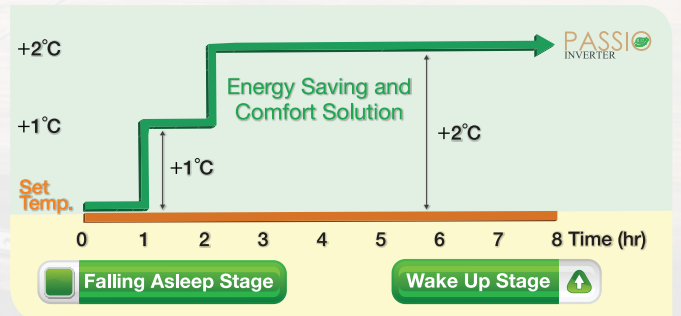 +2°C
PASSIO
INVERTER
Energy Saving and
Comfort Solution
+1°C
+2°C
+1°C
Set
Temp.
0 1 2 3 4 5 6 7 8 Time (hr)
Falling Asleep Stage
Wake Up Stage